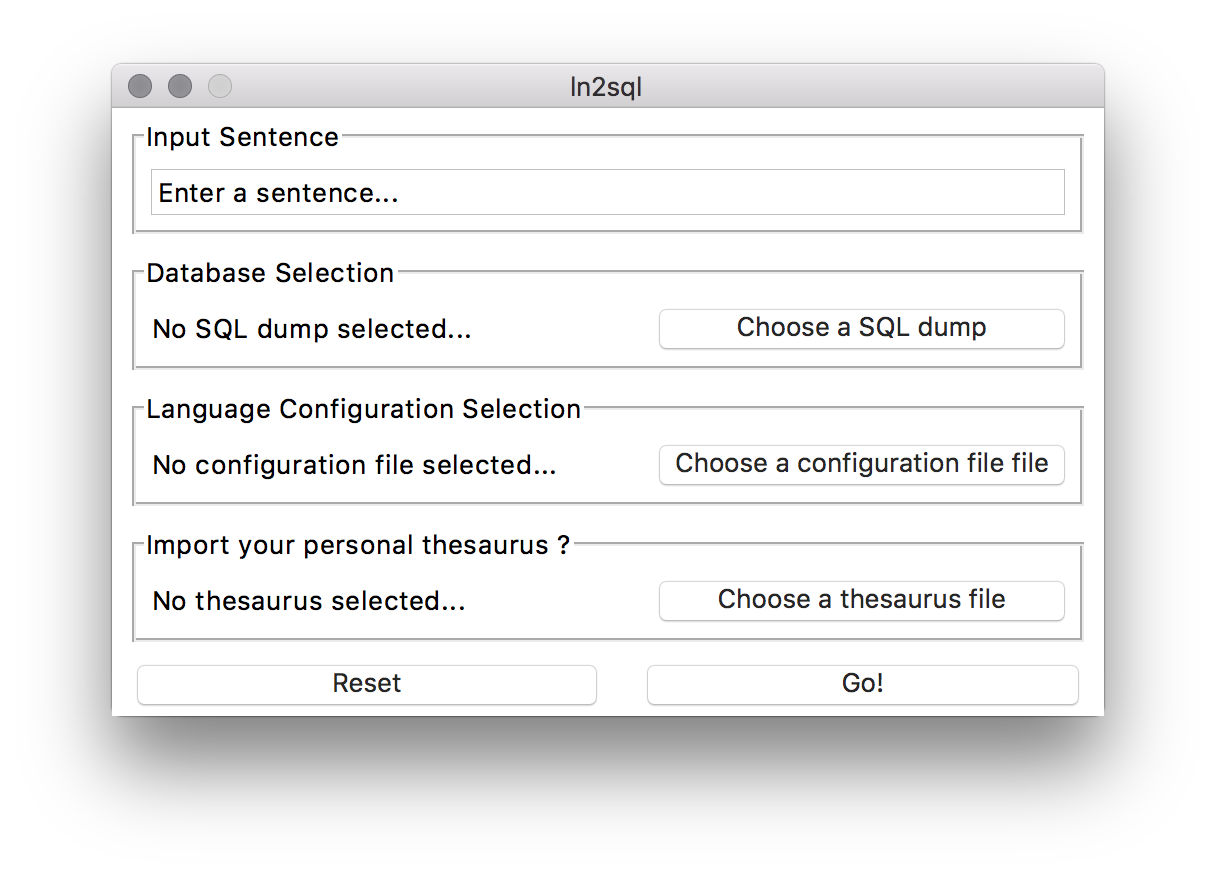 ln2sql
Input Sentence
Enter a sentence...
Database Selection
No SQL dump selected...
Choose a SQL dump
Language Configuration Selection
No configuration file selected...
Choose a configuration file file
Import your personal thesaurus ?
No thesaurus selected...
Choose a thesaurus file
Reset
Go!